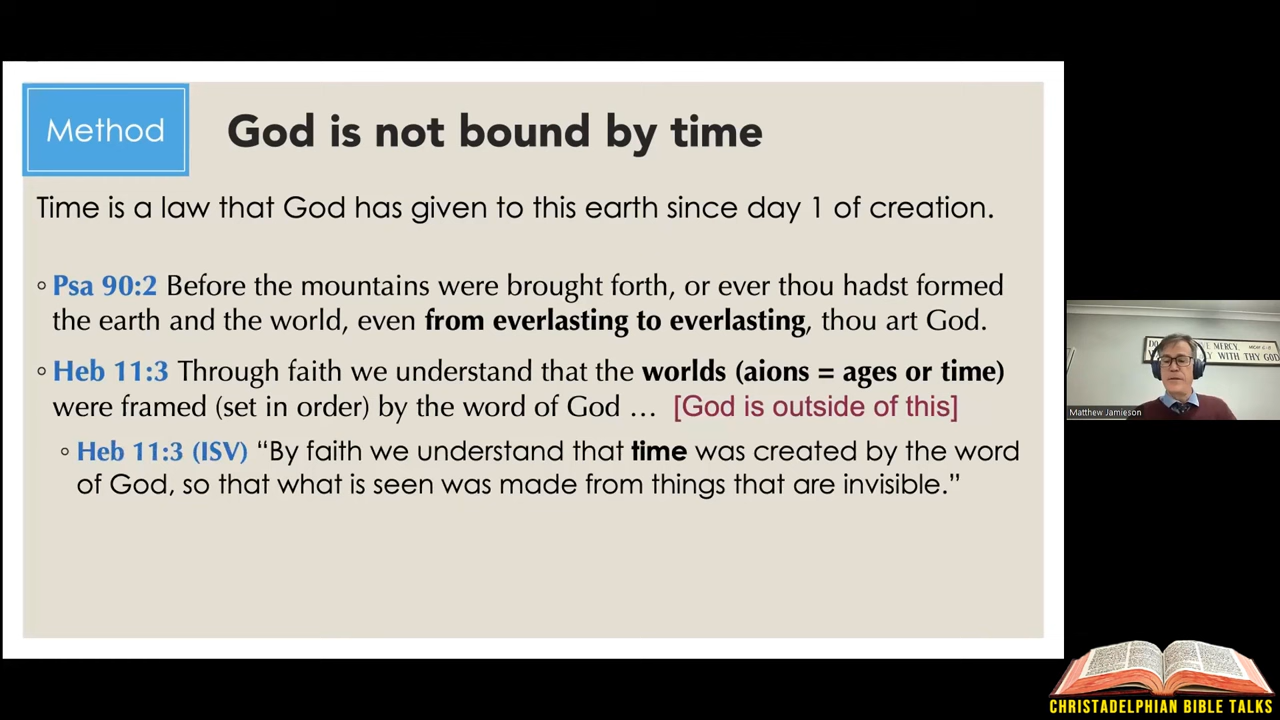 Method
God is not bound by time
Time is a law that God has given to this earth since day 1 of creation.
◦ Psa 90:2 Before the mountains were brought forth, or ever thou hadst formed
the earth and the world, even from everlasting to everlasting, thou art God.
◦ Heb 11:3 Through faith we understand that the worlds (aions = ages or time)
were framed (set in order) by the word of God … [God is outside of this]
◦ Heb 11:3 (ISV) “By faith we understand that time was created by the word
of God, so that what is seen was made from things that are invisible.”
MERCY.
WITH THY GOD
Matthew Jamieson
CHRISTADELPHIAN BIBLE TALKS